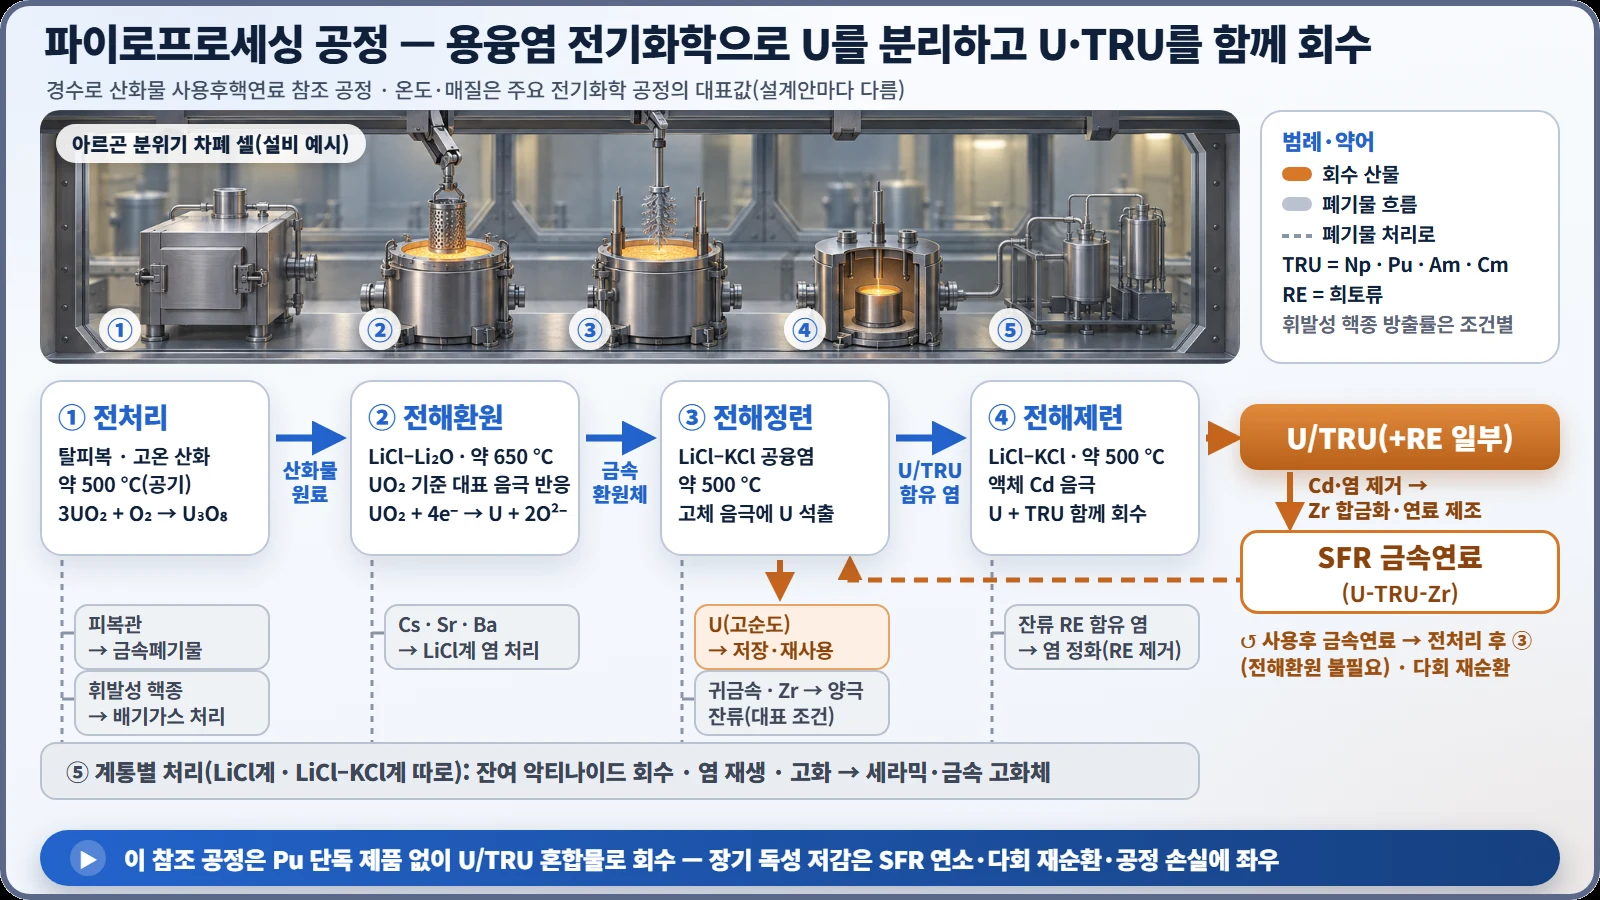 파이로프로세싱 공정 — 용융염 전기화학으로 U를 분리하고 U·TRU를 함께 회수
경수로 산화물 사용후핵연료 참조 공정 · 온도·매질은 주요 전기화학 공정의 대표값(설계안마다 다름)
아르곤 분위기 차폐 셀(설비 예시)
①
②
③
④
⑤
범례·약어
회수 산물
폐기물 흐름
폐기물 처리로
TRU = Np · Pu · Am · Cm
RE = 희토류
휘발성 핵종 방출률은 조건별
① 전처리
탈피복 · 고온 산화
약 500 °C(공기)
3UO₂ + O₂ → U₃O₈
산화물
원료
② 전해환원
LiCl–Li₂O · 약 650 °C
UO₂ 기준 대표 음극 반응
UO₂ + 4e⁻ → U + 2O²⁻
금속
환원체
③ 전해정련
LiCl–KCl 공융염
약 500 °C
고체 음극에 U 석출
U/TRU
함유 염
④ 전해제련
LiCl–KCl · 약 500 °C
액체 Cd 음극
U + TRU 함께 회수
U/TRU(+RE 일부)
Cd·염 제거 →
Zr 합금화·연료 제조
SFR 금속연료
(U-TRU-Zr)
↺ 사용후 금속연료 → 전처리 후 ③
(전해환원 불필요) · 다회 재순환
피복관
→ 금속폐기물
휘발성 핵종
→ 배기가스 처리
Cs · Sr · Ba
→ LiCl계 염 처리
U(고순도)
→ 저장·재사용
귀금속 · Zr → 양극
잔류(대표 조건)
잔류 RE 함유 염
→ 염 정화(RE 제거)
⑤ 계통별 처리(LiCl계 · LiCl–KCl계 따로): 잔여 악티나이드 회수 · 염 재생 · 고화 → 세라믹·금속 고화체
이 참조 공정은 Pu 단독 제품 없이 U/TRU 혼합물로 회수 — 장기 독성 저감은 SFR 연소·다회 재순환·공정 손실에 좌우